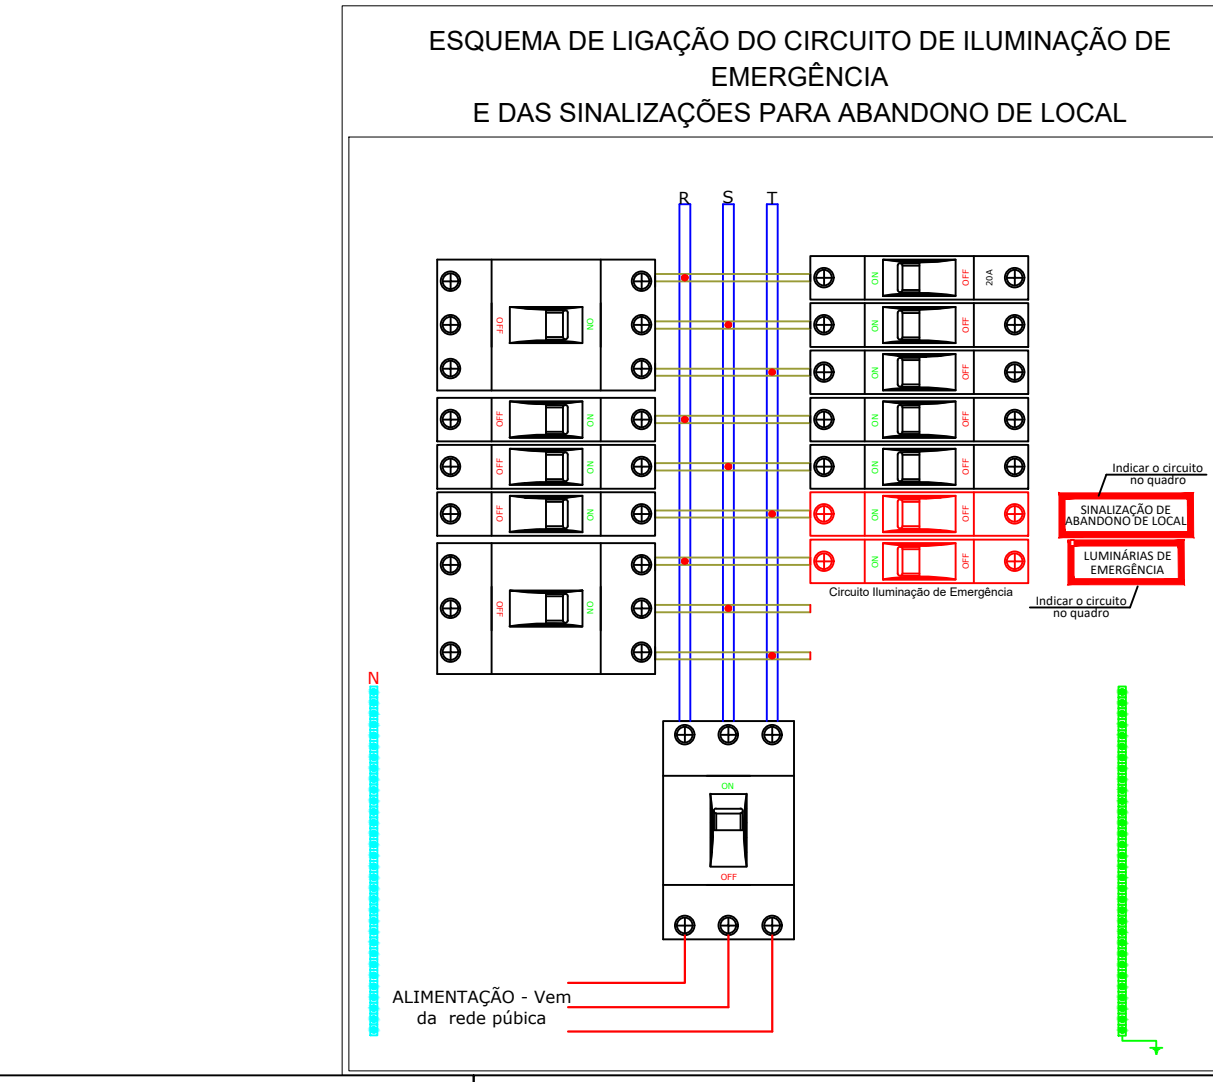 ESQUEMA DE LIGAÇÃO DO CIRCUITO DE ILUMINAÇÃO DE
EMERGÊNCIA
E DAS SINALIZAÇÕES PARA ABANDONO DE LOCAL
R S T
ON OFF 20A
OFF ON
ON OFF
ON OFF
OFF ON
ON OFF
OFF ON
ON OFF
Indicar o circuito
no quadro
OFF ON
ON OFF
SINALIZAÇÃO DE
ABANDONO DE LOCAL
ON OFF
LUMINÁRIAS DE
EMERGÊNCIA
Circuito Iluminação de Emergência
OFF ON
Indicar o circuito
no quadro
N
ON
OFF
ALIMENTAÇÃO - Vem
da rede púbica